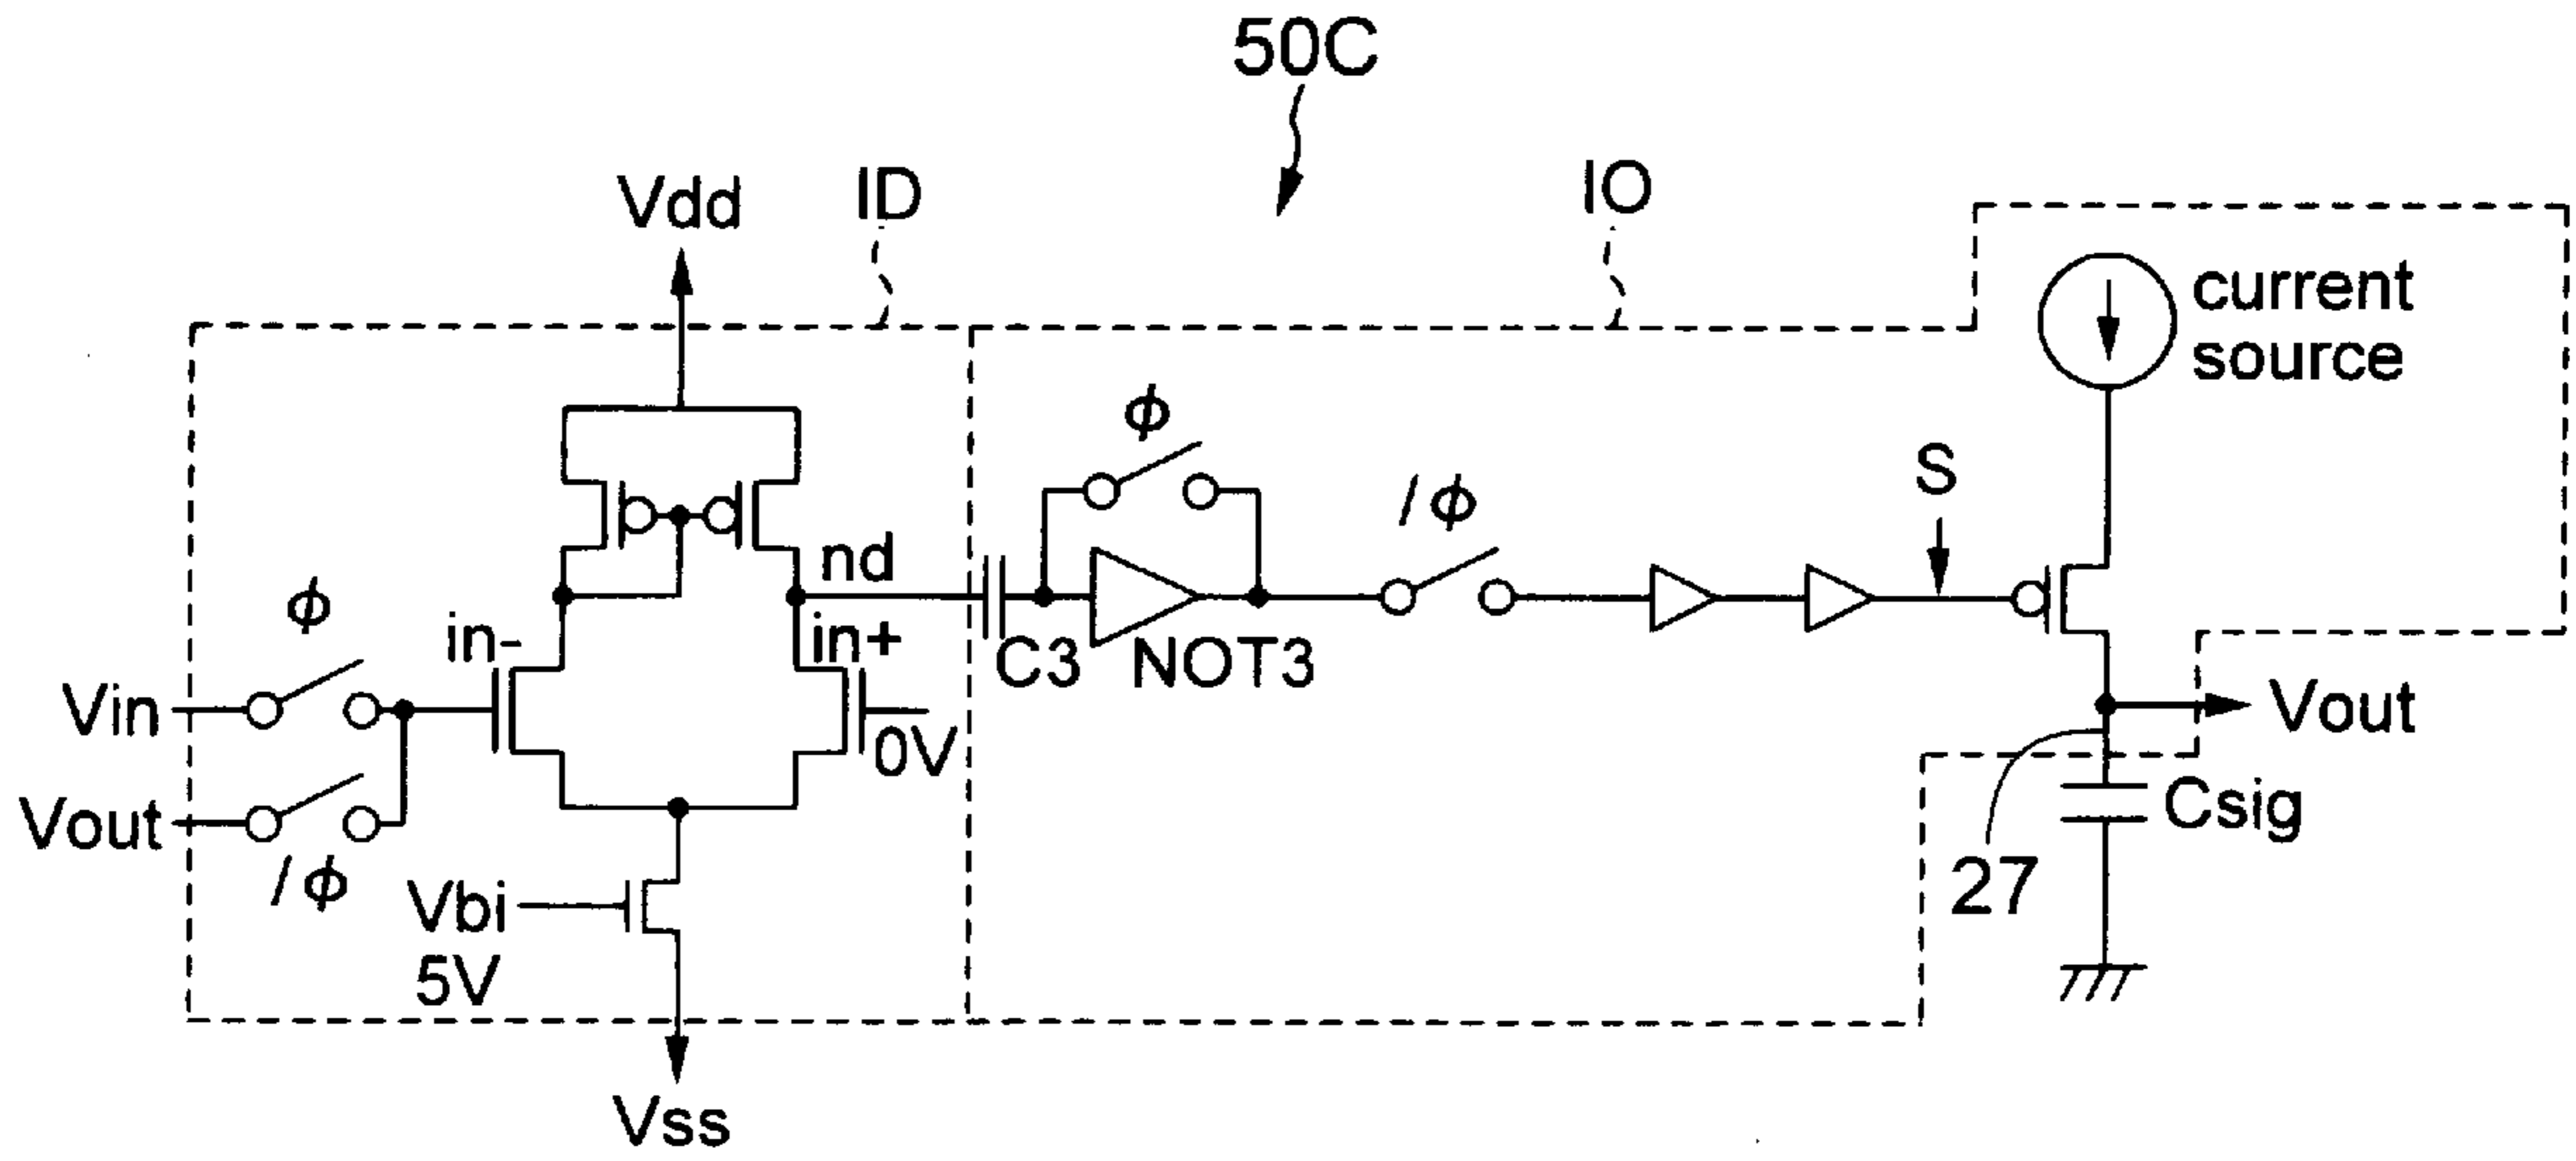 50C
Vdd
ID
IO
current
source
ϕ
/ϕ
S
nd
ϕ
in-
in+
C3
NOT3
Vin
0V
Vout
Vout
/ϕ
Csig
Vbi
5V
27
Vss